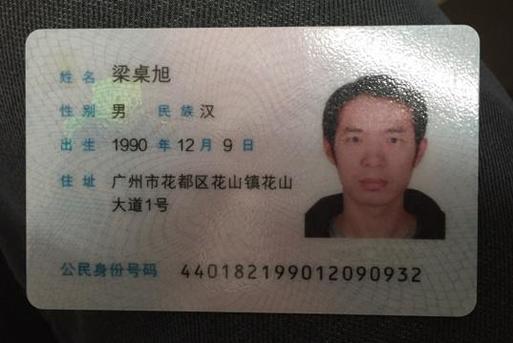 姓名 梁桌旭
性别 男 民族 汉
出生 1990 年 12 月 9 日
住址 广州市花都区花山镇花山
大道1号
公民身份号码 440182199012090932